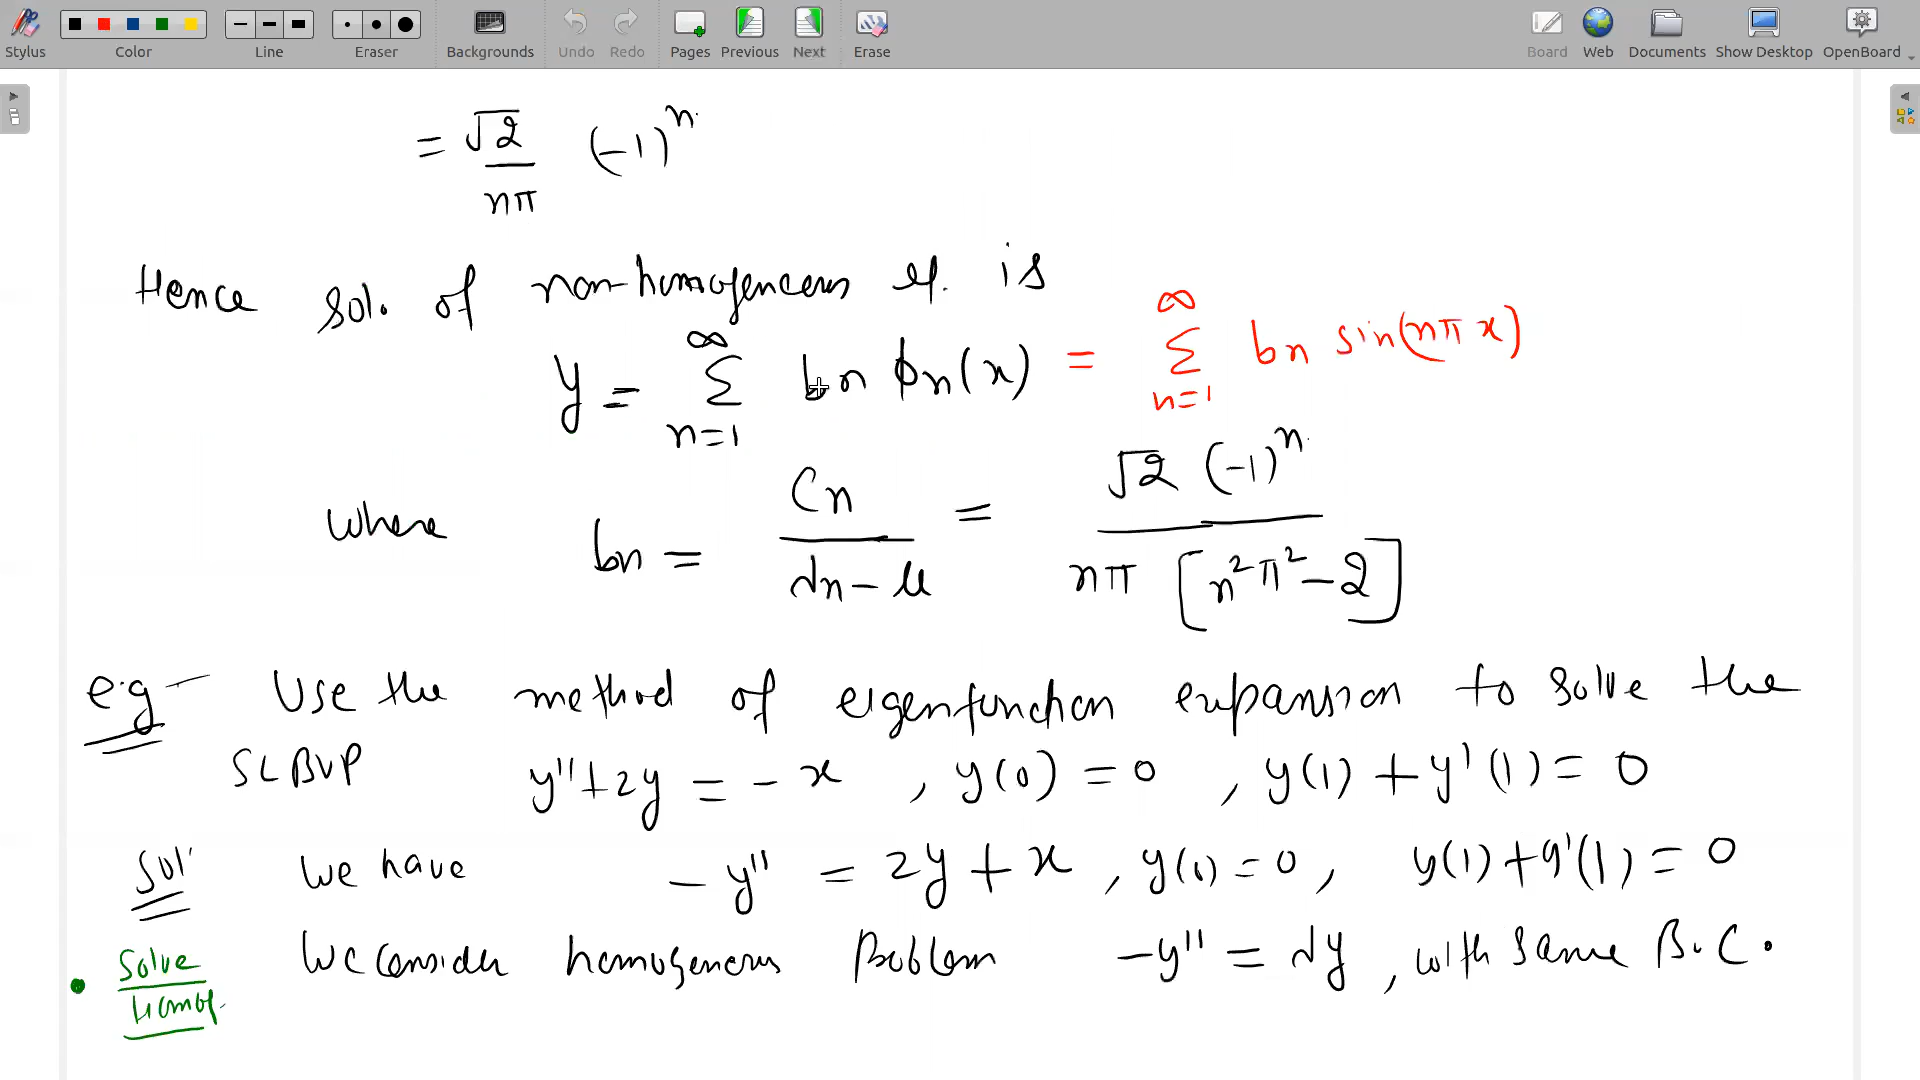 Stylus Color Line Eraser Backgrounds Undo Redo Pages Previous Next Erase Board Web Documents Show Desktop OpenBoard
= √2/nπ (-1)^n
Hence sol. of non-homogeneous eq. is
y = ∑_{n=1}^{∞} bn ϕn(x) = ∑_{n=1}^{∞} bn sin(nπx)
where bn = Cn/(λn - μ) = √2 (-1)^n / nπ [n²π² - 2]
e.g - Use the method of eigenfunction expansion to solve the
SLBVP y'' + 2y = -x , y(0) = 0 , y(1) + y'(1) = 0
Sol' We have -y'' = 2y + x , y(0) = 0 , y(1) + y'(1) = 0
Solve We consider homogeneous Problem -y'' = λy , with same B.C.
Homog.